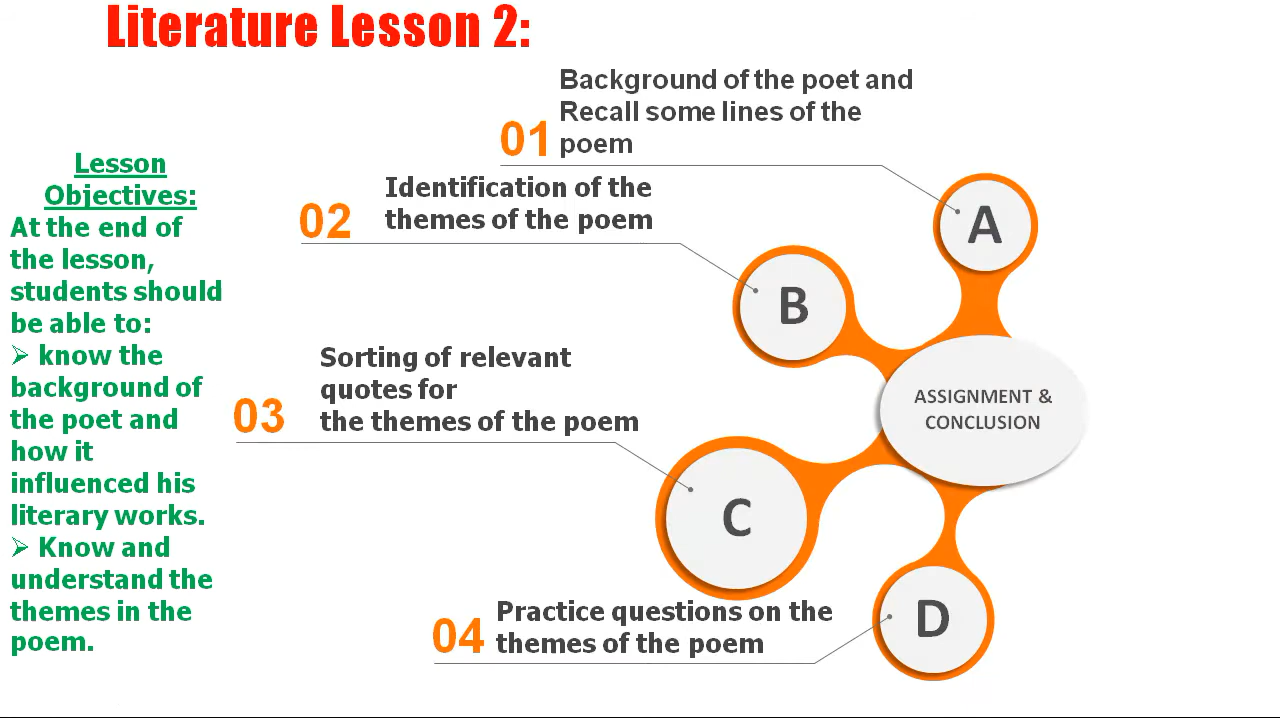 Literature Lesson 2:
Lesson
Objectives:
At the end of
the lesson,
students should
be able to:
➢ know the
background of
the poet and
how it
influenced his
literary works.
➢ Know and
understand the
themes in the
poem.
01
Background of the poet and
Recall some lines of the
poem
A
02
Identification of the
themes of the poem
B
03
Sorting of relevant
quotes for
the themes of the poem
C
04
Practice questions on the
themes of the poem
D
ASSIGNMENT &
CONCLUSION